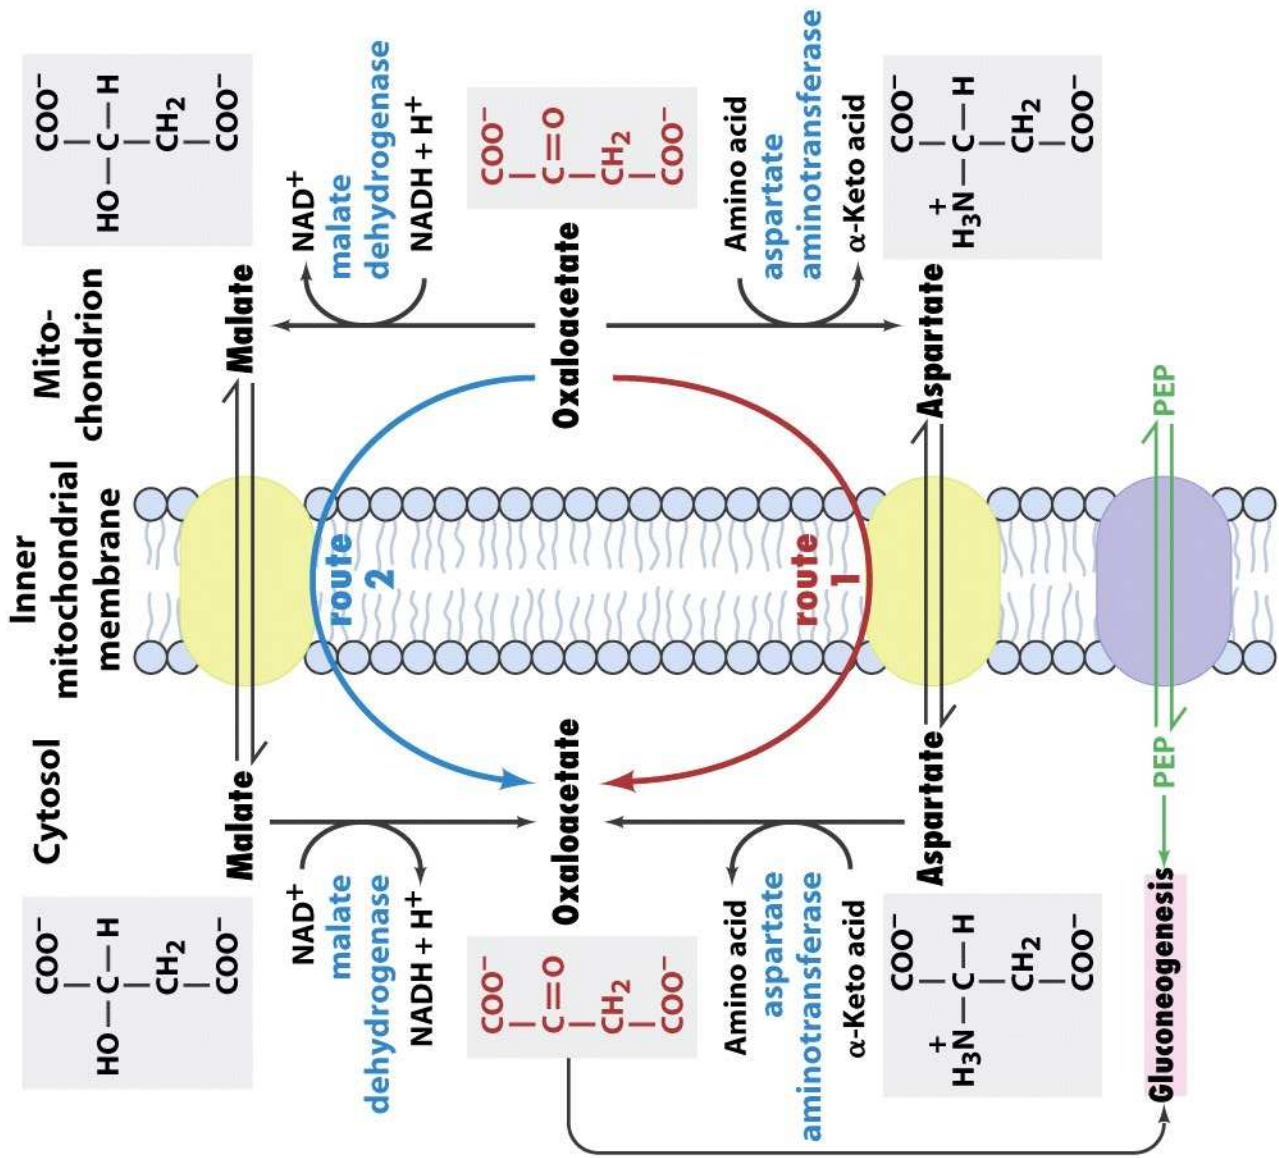 Cytosol
Inner
mitochondrial
membrane
Mito-
chondrion
COO⁻
HO—C—H
CH₂
COO⁻
Malate
Malate
COO⁻
HO—C—H
CH₂
COO⁻
NAD⁺
malate
dehydrogenase
NADH + H⁺
route
2
NAD⁺
malate
dehydrogenase
NADH + H⁺
COO⁻
C=O
CH₂
COO⁻
Oxaloacetate
Oxaloacetate
COO⁻
C=O
CH₂
COO⁻
Amino acid
aspartate
aminotransferase
α-Keto acid
route
1
Amino acid
aspartate
aminotransferase
α-Keto acid
COO⁻
+
H₃N—C—H
CH₂
COO⁻
Aspartate
Aspartate
COO⁻
+
H₃N—C—H
CH₂
COO⁻
Gluconeogenesis
PEP
PEP